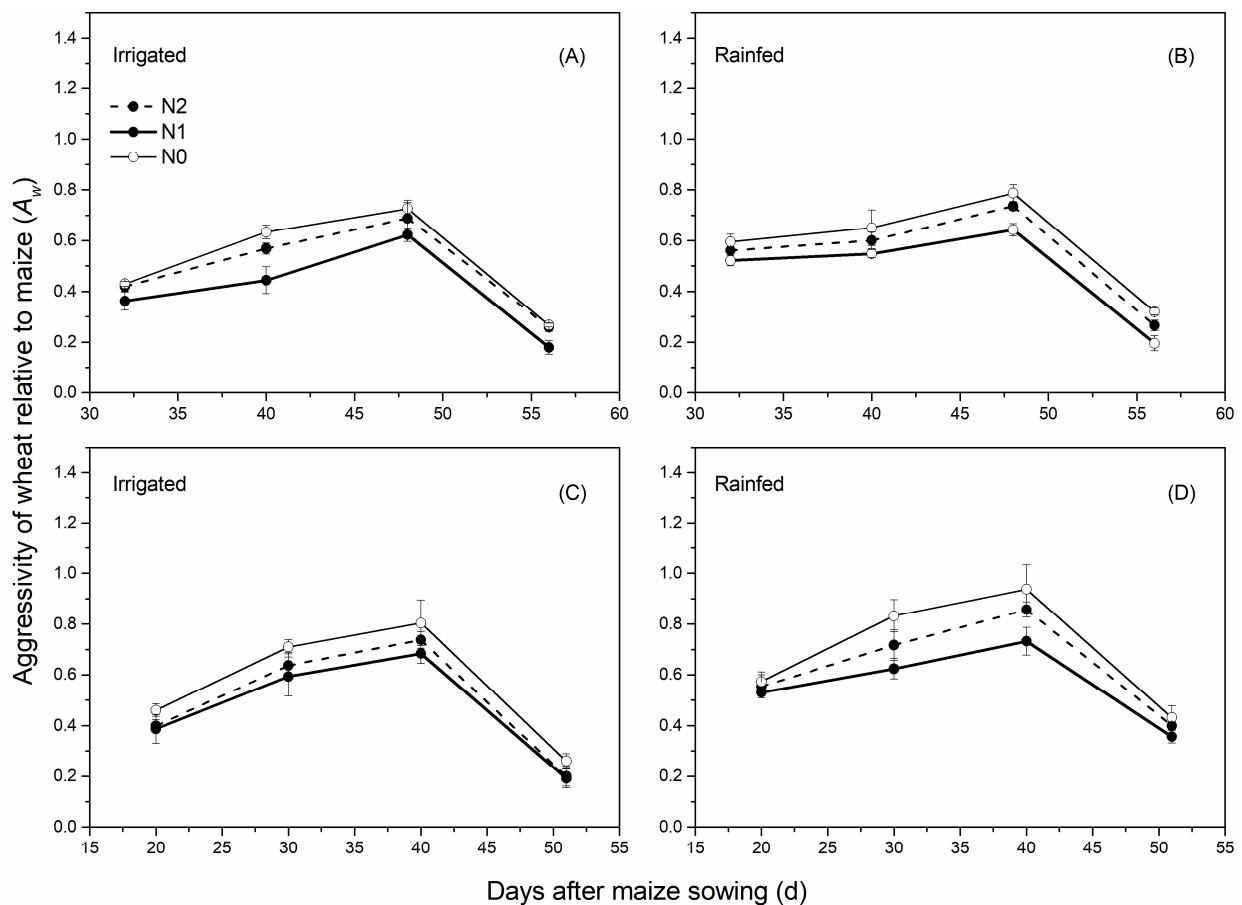 1.4
1.2
1.0
0.8
0.6
0.4
0.2
0.0
Irrigated
(A)
N2
N1
N0
30 35 40 45 50 55 60
1.4
1.2
1.0
0.8
0.6
0.4
0.2
0.0
Rainfed
(B)
30 35 40 45 50 55 60
Aggressivity of wheat relative to maize (Aw)
1.4
1.2
1.0
0.8
0.6
0.4
0.2
0.0
Irrigated
(C)
15 20 25 30 35 40 45 50 55
1.4
1.2
1.0
0.8
0.6
0.4
0.2
0.0
Rainfed
(D)
15 20 25 30 35 40 45 50 55
Days after maize sowing (d)